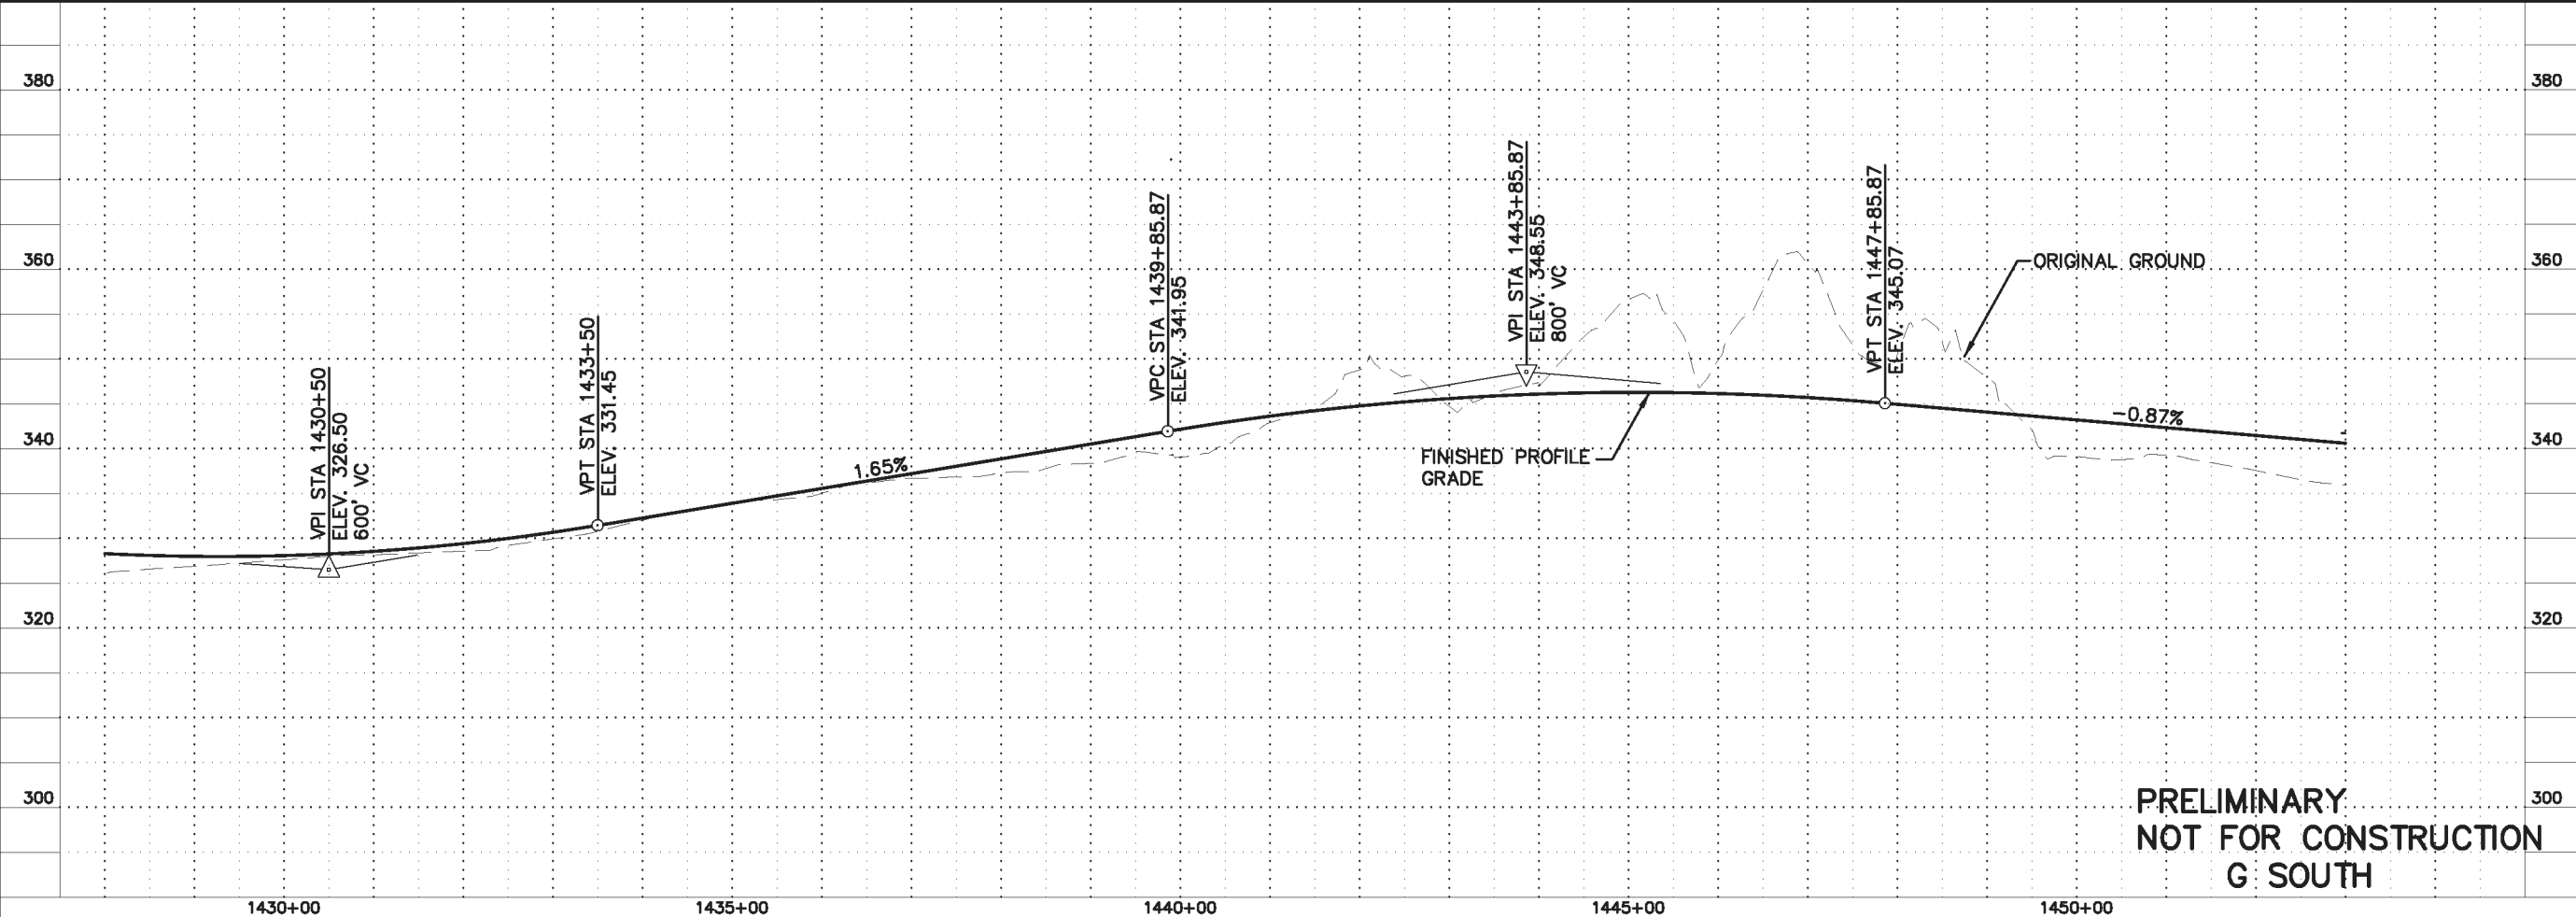 380
380
360
360
340
340
320
320
300
300
VPI STA 1430+50
ELEV. 326.50
600' VC
VPT STA 1433+50
ELEV. 331.45
1.65%
VPC STA 1439+85.87
ELEV. 341.95
VPI STA 1443+85.87
ELEV. 348.55
800' VC
FINISHED PROFILE
GRADE
VPT STA 1447+85.87
ELEV. 345.07
ORIGINAL GROUND
-0.87%
PRELIMINARY
NOT FOR CONSTRUCTION
G SOUTH
1430+00
1435+00
1440+00
1445+00
1450+00